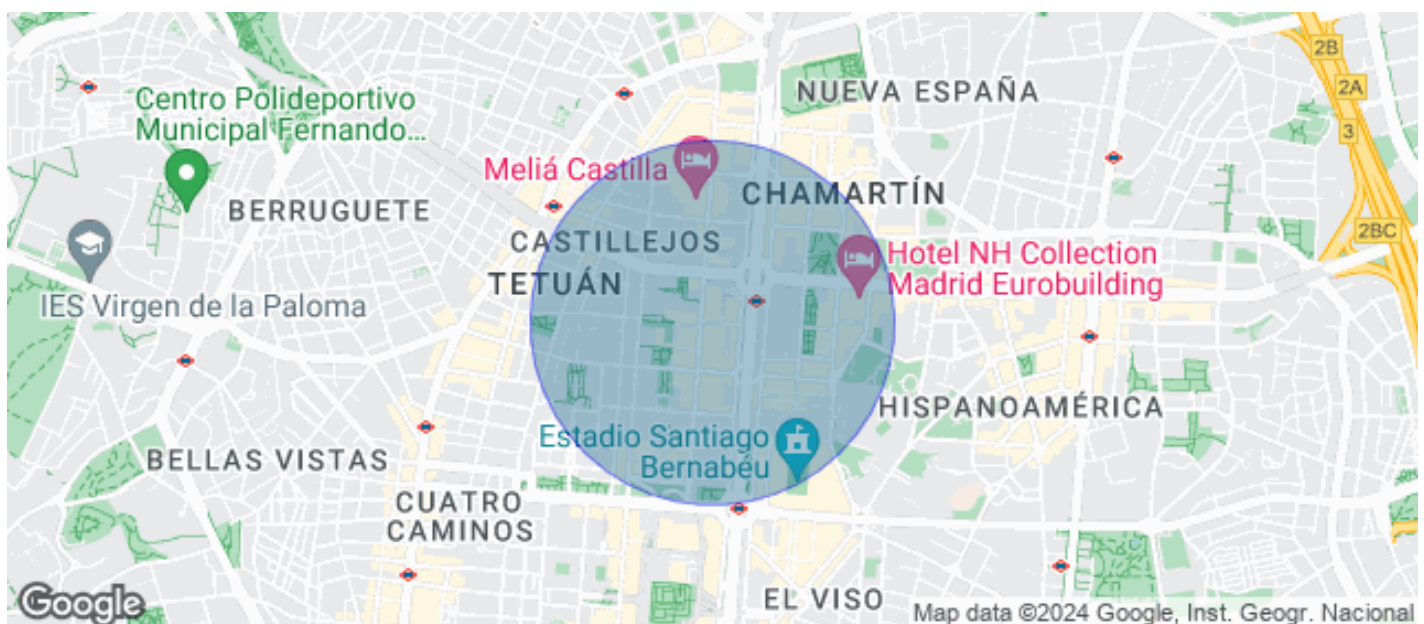 2B
2A
3
2BC
NUEVA ESPAÑA
Centro Polideportivo
Municipal Fernando...
Meliá Castilla
CHAMARTÍN
BERRUGUETE
CASTILLEJOS
TETUÁN
Hotel NH Collection
Madrid Eurobuilding
IES Virgen de la Paloma
HISPANOAMÉRICA
Estadio Santiago
Bernabéu
BELLAS VISTAS
CUATRO
CAMINOS
EL VISO
Google
Map data ©2024 Google, Inst. Geogr. Nacional